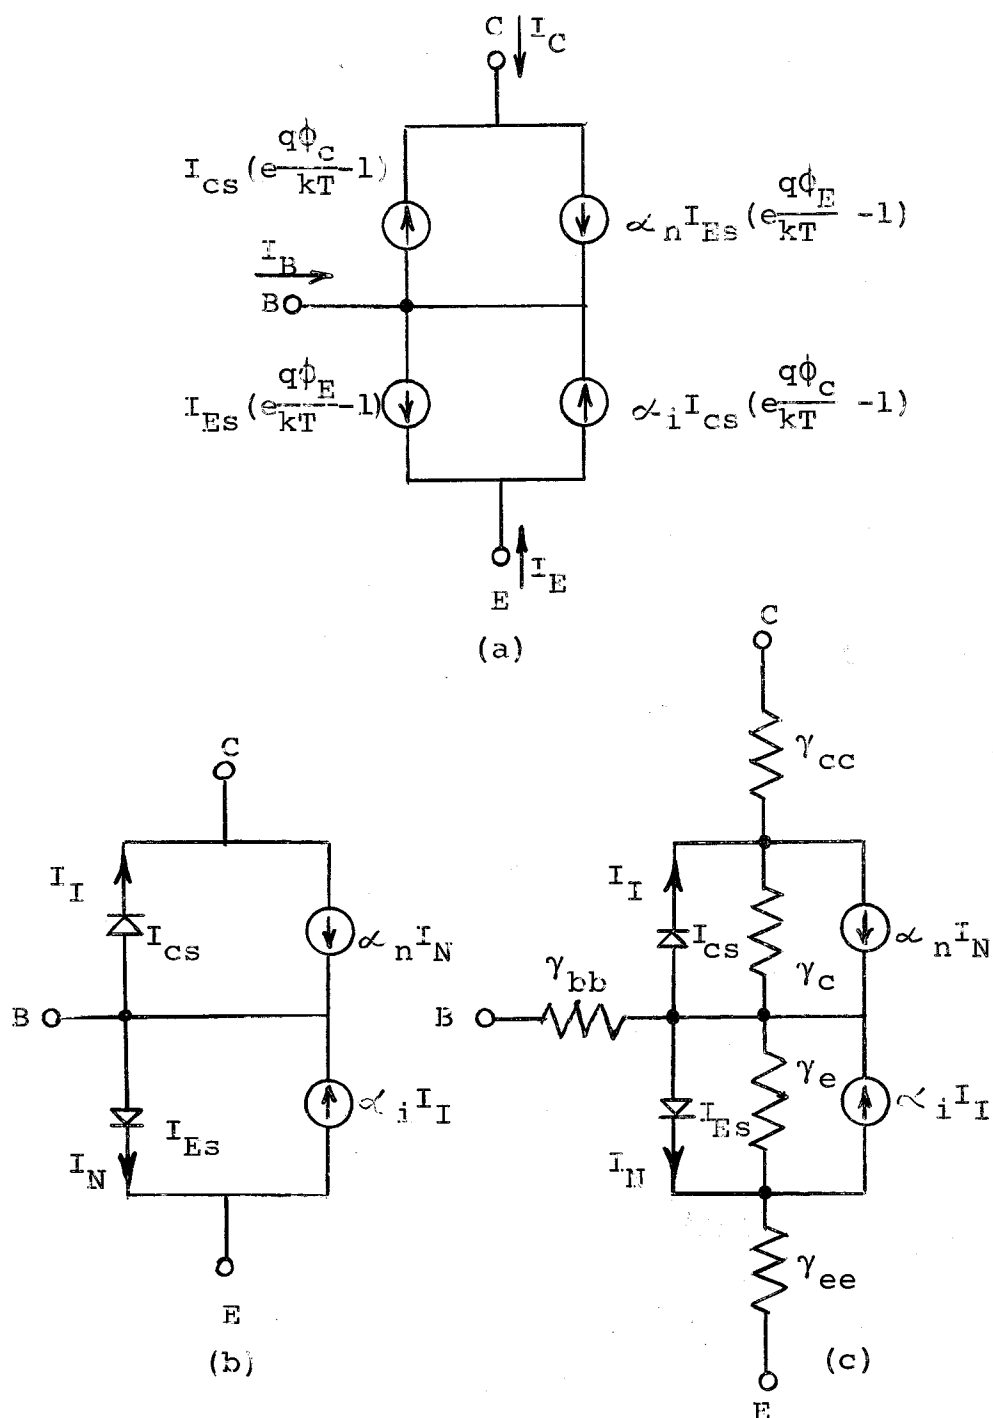 C I_C
I_cs (e qϕ_c/kT -1)
α_n I_Es (e qϕ_E/kT -1)
I_B
B
I_Es (e qϕ_E/kT -1)
α_i I_cs (e qϕ_c/kT -1)
I_E
E
(a)
C
γ_cc
C
I_I
I_cs
α_n I_N
B
I_Es
α_i I_I
I_N
E
(b)
I_I
I_cs
γ_c
α_n I_N
γ_bb
B
γ_e
I_Es
α_i I_I
I_N
γ_ee
E
(c)